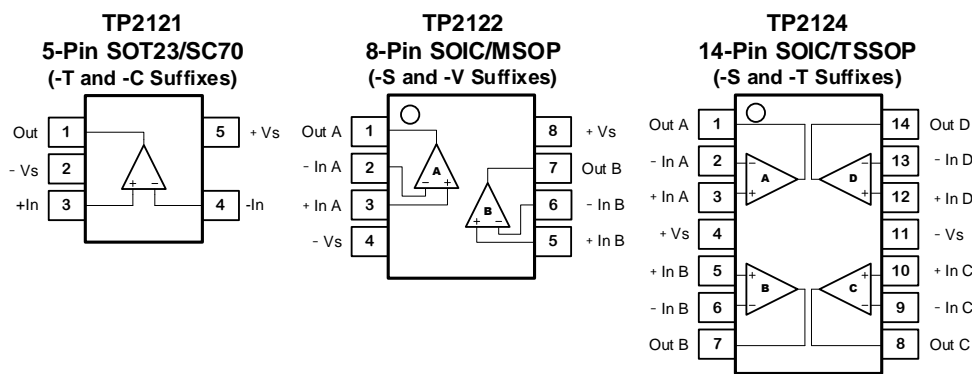 TP2121
5-Pin SOT23/SC70
(-T and -C Suffixes)
Out 1
5 + Vs
- Vs 2
+In 3
4 -In
+ -
TP2122
8-Pin SOIC/MSOP
(-S and -V Suffixes)
Out A 1
8 + Vs
- In A 2
7 Out B
+ In A 3
6 - In B
- Vs 4
5 + In B
A
- +
B
+ -
TP2124
14-Pin SOIC/TSSOP
(-S and -T Suffixes)
Out A 1
14 Out D
- In A 2
13 - In D
+ In A 3
12 + In D
+ Vs 4
11 - Vs
+ In B 5
10 + In C
- In B 6
9 - In C
Out B 7
8 Out C
- A + - D +
+ B - + C -